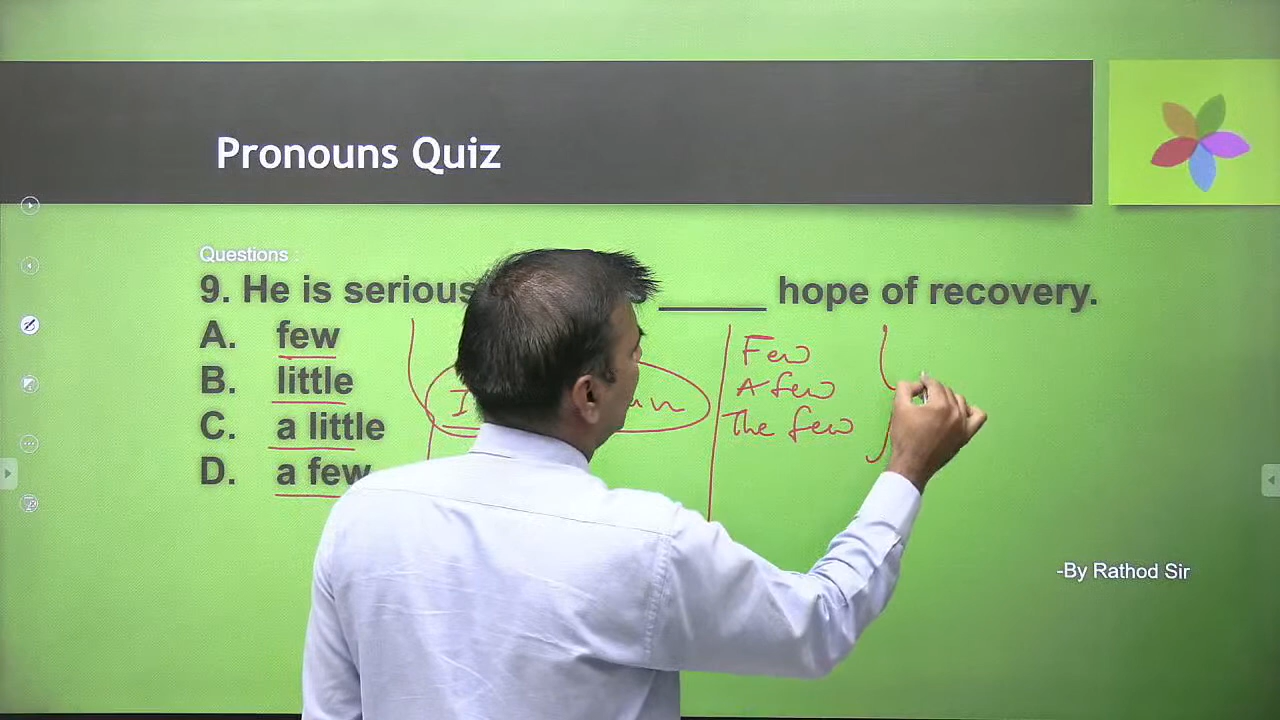 Pronouns Quiz
Questions :
9. He is serious _____ hope of recovery.
A. few
B. little
C. a little
D. a few
Few
A few
The few
-By Rathod Sir